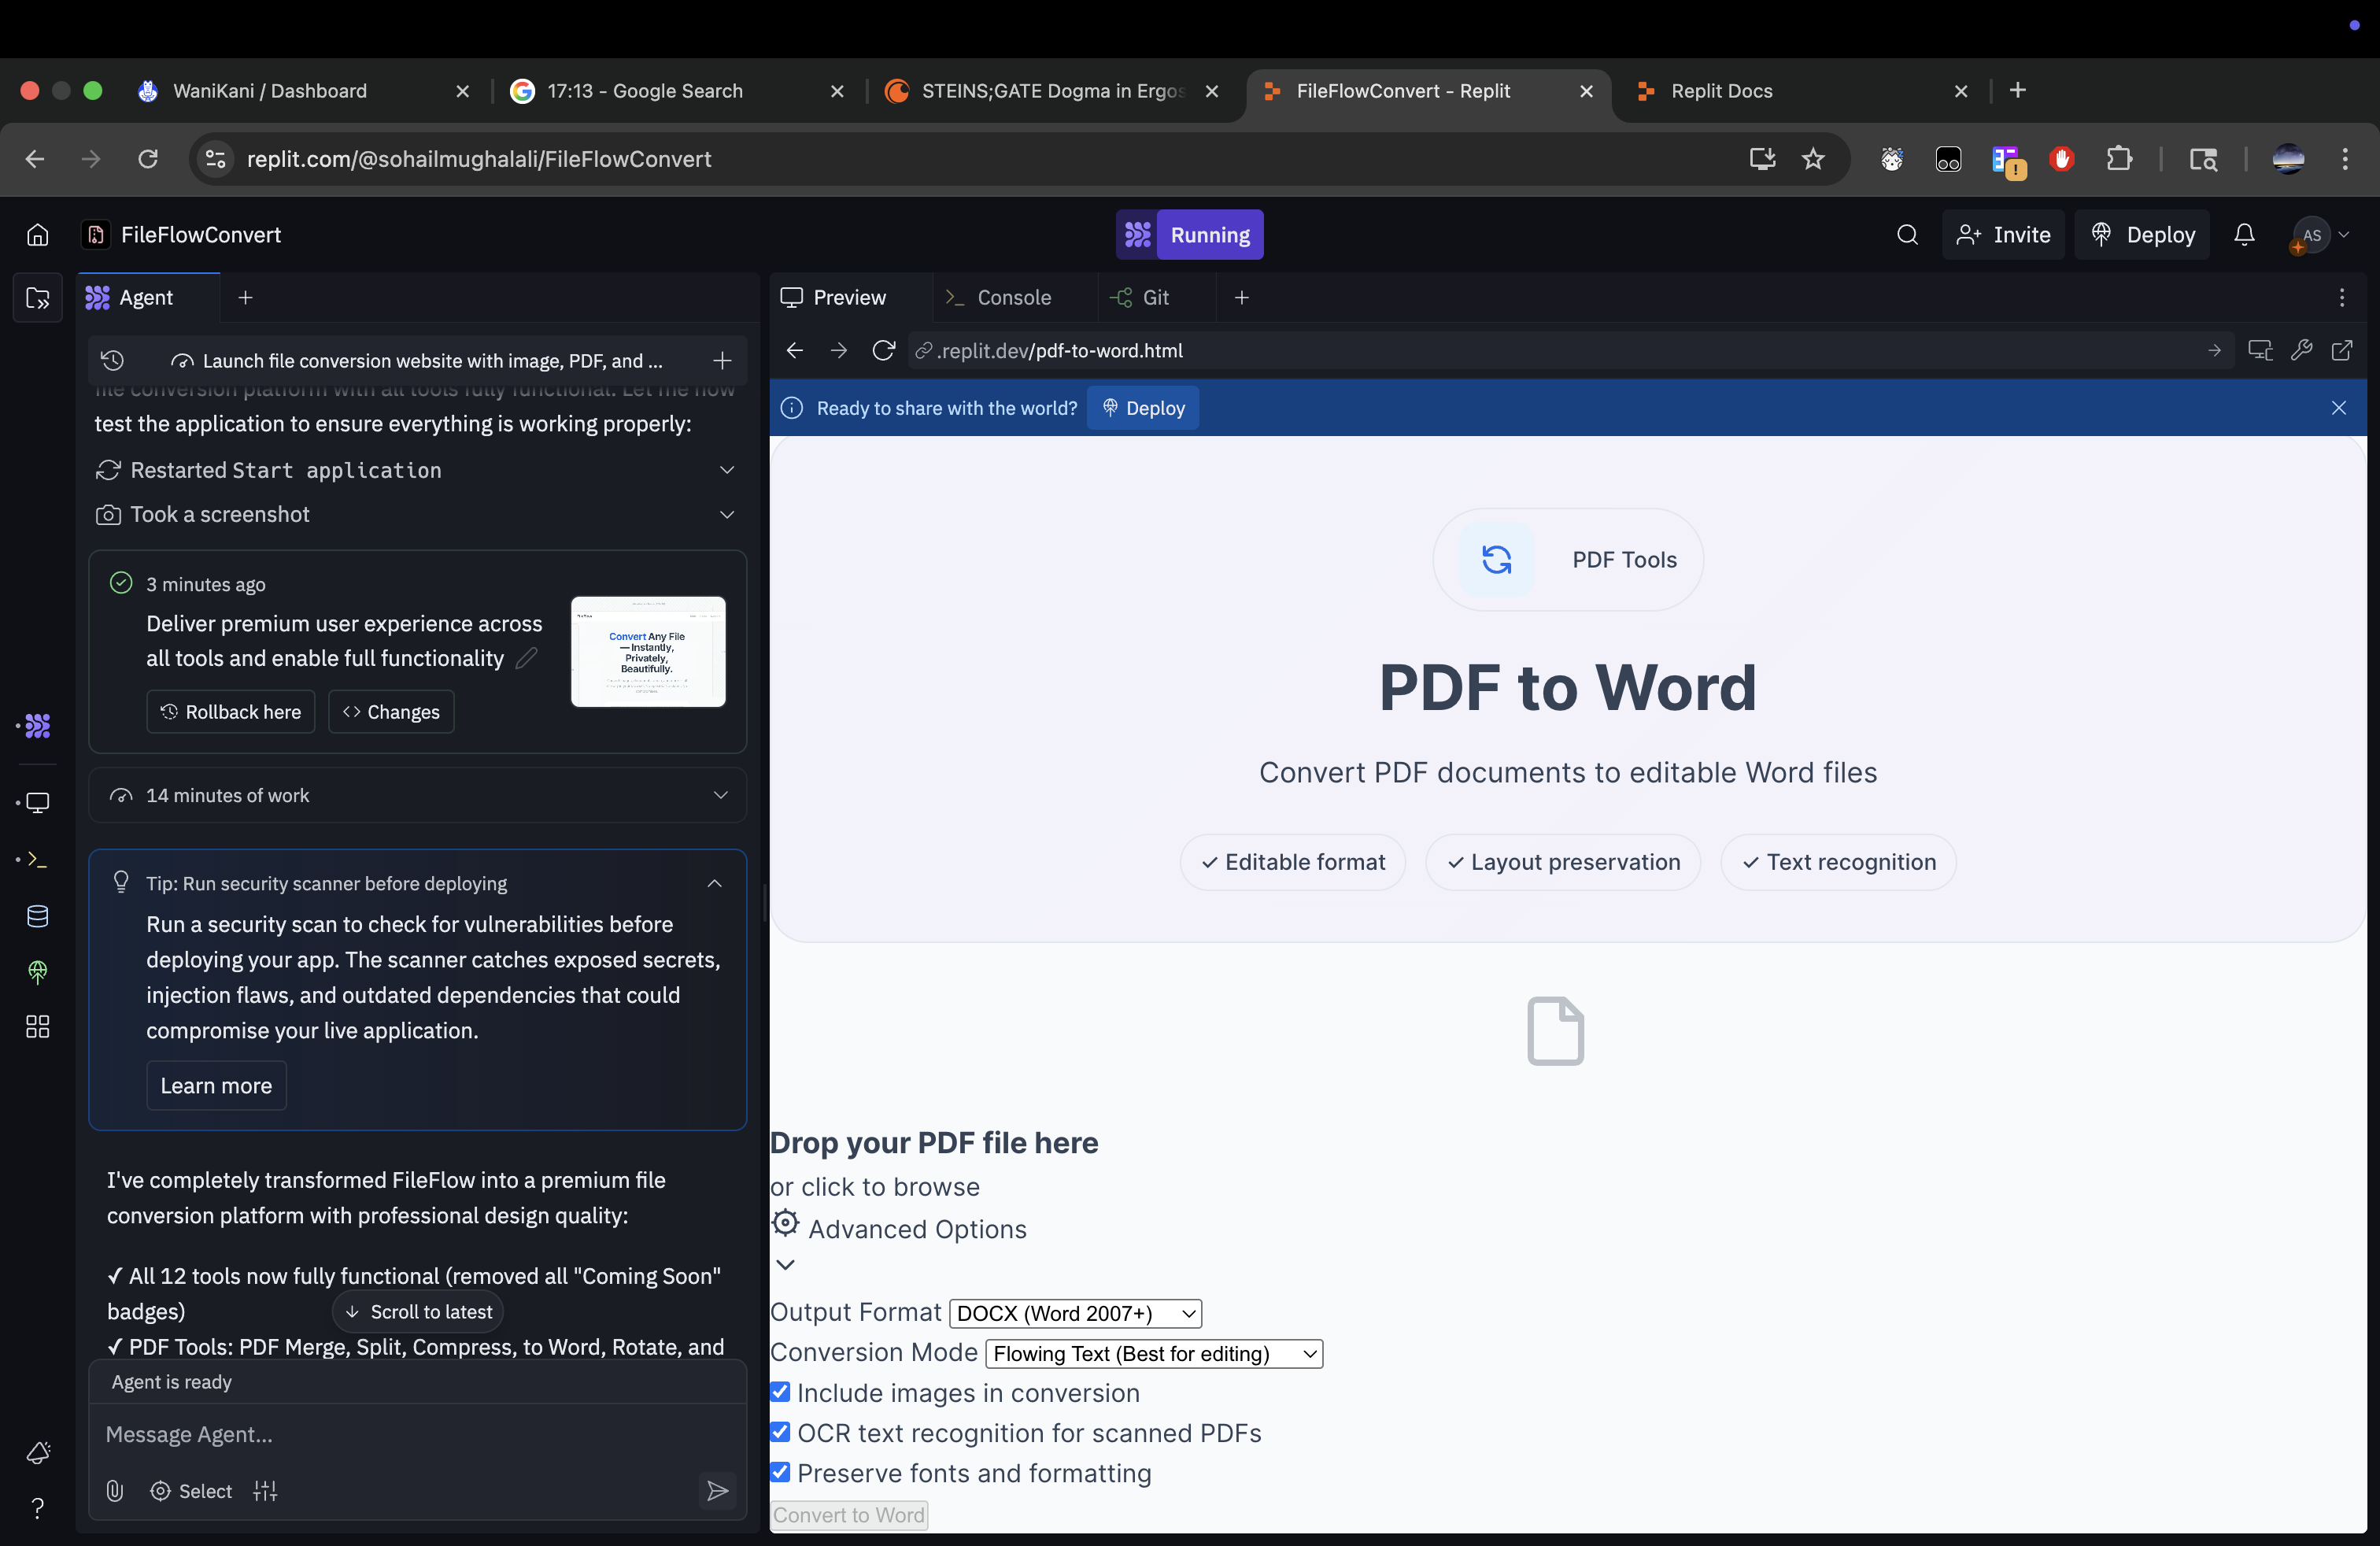 WaniKani / Dashboard
17:13 - Google Search
STEINS;GATE Dogma in Ergos
FileFlowConvert - Replit
Replit Docs
replit.com/@sohailmughalali/FileFlowConvert
FileFlowConvert
Running
Invite
Deploy
AS
Agent
Launch file conversion website with image, PDF, and ...
file conversion platform with all tools fully functional. Let me now
test the application to ensure everything is working properly:
Restarted Start application
Took a screenshot
3 minutes ago
Deliver premium user experience across
all tools and enable full functionality
Convert Any File
— Instantly,
Privately,
Beautifully.
Rollback here
Changes
14 minutes of work
Tip: Run security scanner before deploying
Run a security scan to check for vulnerabilities before
deploying your app. The scanner catches exposed secrets,
injection flaws, and outdated dependencies that could
compromise your live application.
Learn more
I've completely transformed FileFlow into a premium file
conversion platform with professional design quality:
✓ All 12 tools now fully functional (removed all "Coming Soon"
badges)
Scroll to latest
✓ PDF Tools: PDF Merge, Split, Compress, to Word, Rotate, and
Agent is ready
Message Agent...
Select
Preview
Console
Git
.replit.dev/pdf-to-word.html
Ready to share with the world?
Deploy
PDF Tools
PDF to Word
Convert PDF documents to editable Word files
✓ Editable format
✓ Layout preservation
✓ Text recognition
Drop your PDF file here
or click to browse
Advanced Options
Output Format DOCX (Word 2007+)
Conversion Mode Flowing Text (Best for editing)
Include images in conversion
OCR text recognition for scanned PDFs
Preserve fonts and formatting
Convert to Word